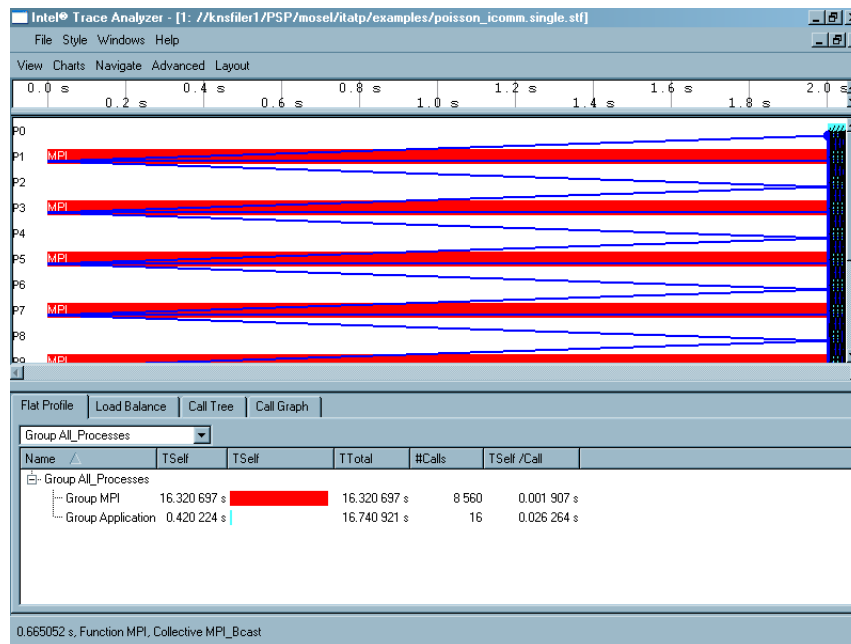 Intel® Trace Analyzer - [1: //knsfiler1/PSP/mosel/itatp/examples/poisson_icomm.single.stf]
File Style Windows Help
View Charts Navigate Advanced Layout
0.0 s 0.4 s 0.8 s 1.2 s 1.6 s 2.0 s
0.2 s 0.6 s 1.0 s 1.4 s 1.8 s
P0
P1 MPI
P2
P3 MPI
P4
P5 MPI
P6
P7 MPI
P8
P9 MPI
Flat Profile Load Balance Call Tree Call Graph
Group All_Processes
Name TSelf TSelf TTotal #Calls TSelf /Call
Group All_Processes
Group MPI 16.320 697 s 16.320 697 s 8 560 0.001 907 s
Group Application 0.420 224 s 16.740 921 s 16 0.026 264 s
0.665052 s, Function MPI, Collective MPI_Bcast